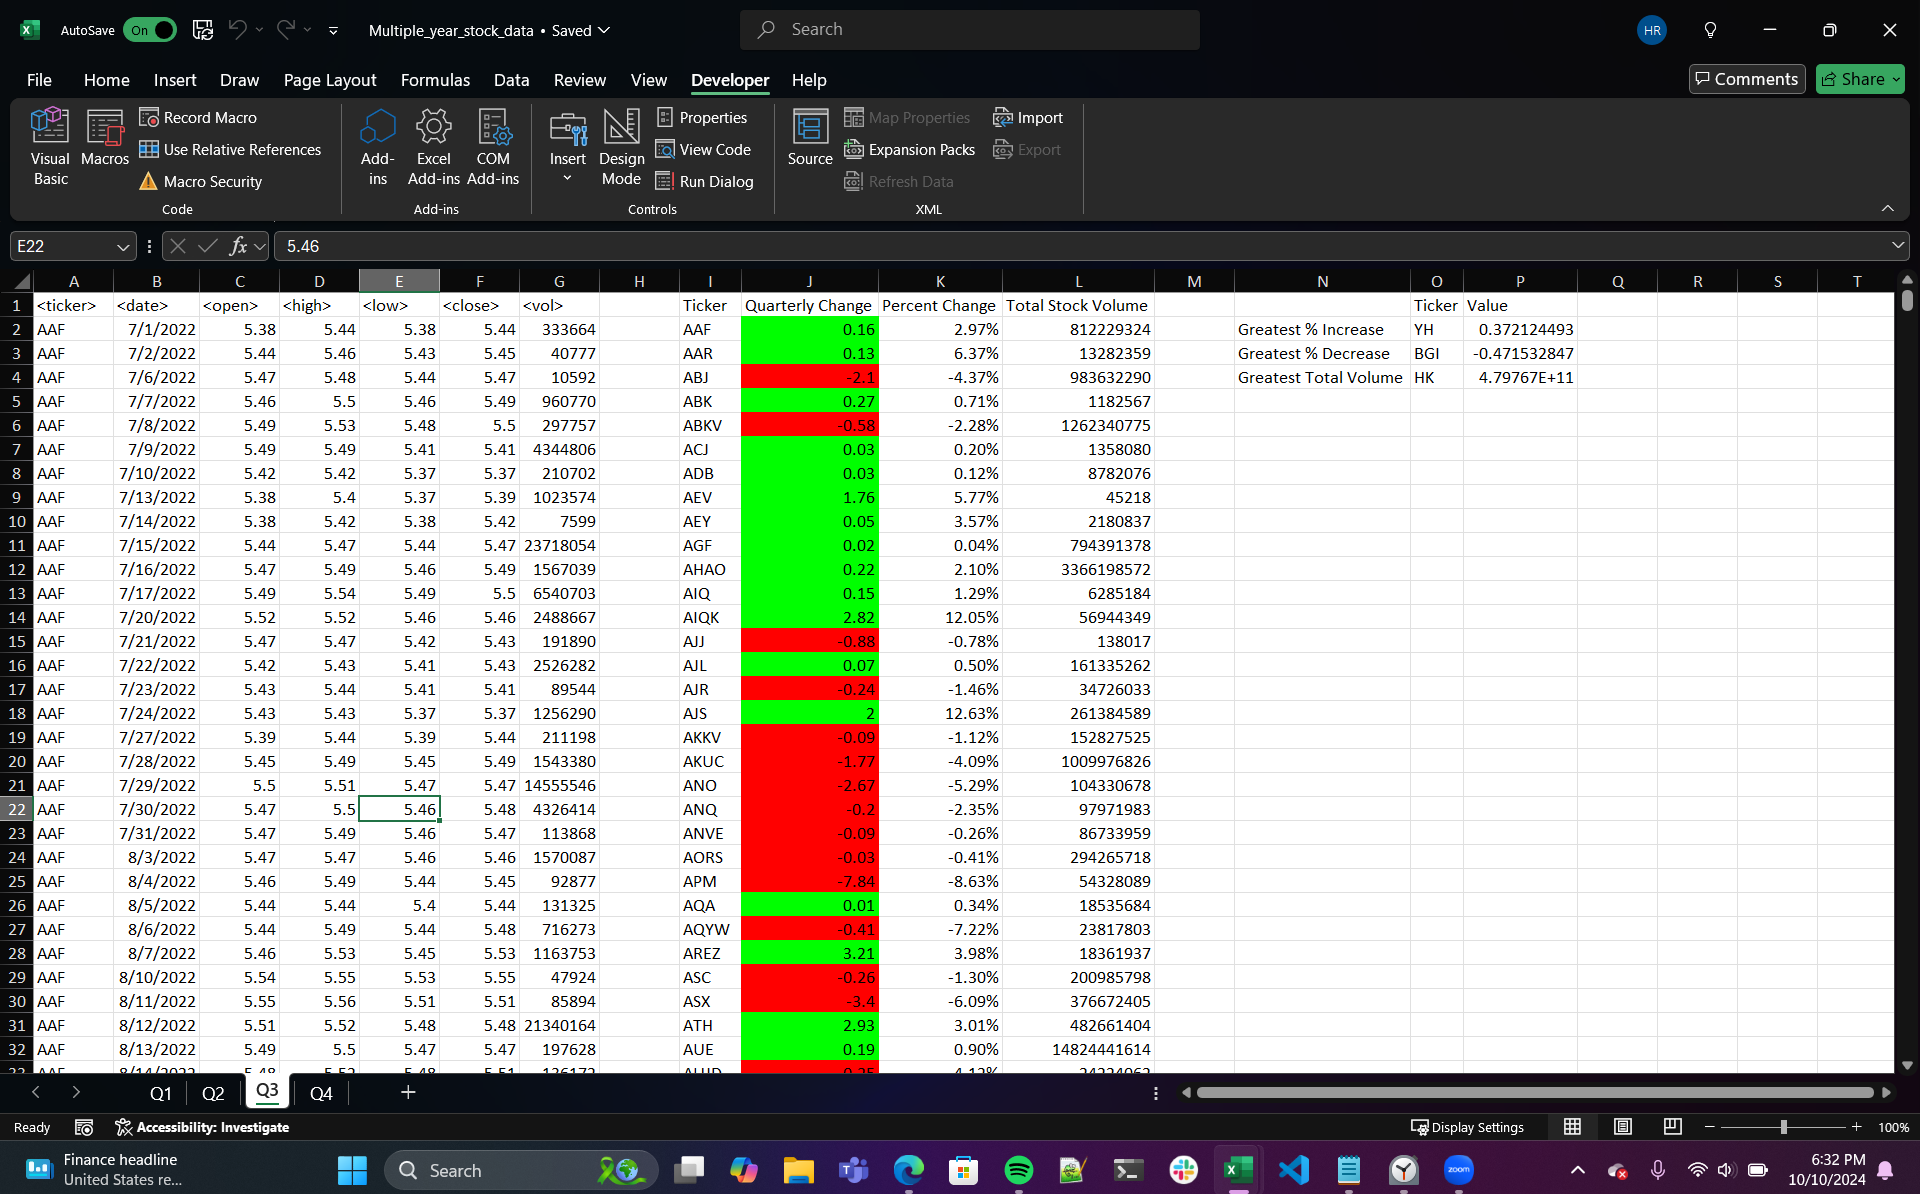 AutoSave On Multiple_year_stock_data • Saved Search HR
File Home Insert Draw Page Layout Formulas Data Review View Developer Help Comments Share
Visual Basic
Macros
Record Macro
Use Relative References
Macro Security
Code
Add-ins
Excel Add-ins
COM Add-ins
Add-ins
Insert
Design Mode
Properties
View Code
Run Dialog
Controls
Source
Map Properties
Expansion Packs
Refresh Data
Import
Export
XML
E22 fx 5.46
A B C D E F G H I J K L M N O P Q R S T
1 <ticker> <date> <open> <high> <low> <close> <vol> Ticker Quarterly Change Percent Change Total Stock Volume Ticker Value
2 AAF 7/1/2022 5.38 5.44 5.38 5.44 333664 AAF 0.16 2.97% 812229324 Greatest % Increase YH 0.372124493
3 AAF 7/2/2022 5.44 5.46 5.43 5.45 40777 AAR 0.13 6.37% 13282359 Greatest % Decrease BGI -0.471532847
4 AAF 7/6/2022 5.47 5.48 5.44 5.47 10592 ABJ -2.1 -4.37% 983632290 Greatest Total Volume HK 4.79767E+11
5 AAF 7/7/2022 5.46 5.5 5.46 5.49 960770 ABK 0.27 0.71% 1182567
6 AAF 7/8/2022 5.49 5.53 5.48 5.5 297757 ABKV -0.58 -2.28% 1262340775
7 AAF 7/9/2022 5.49 5.49 5.41 5.41 4344806 ACJ 0.03 0.20% 1358080
8 AAF 7/10/2022 5.42 5.42 5.37 5.37 210702 ADB 0.03 0.12% 8782076
9 AAF 7/13/2022 5.38 5.4 5.37 5.39 1023574 AEV 1.76 5.77% 45218
10 AAF 7/14/2022 5.38 5.42 5.38 5.42 7599 AEY 0.05 3.57% 2180837
11 AAF 7/15/2022 5.44 5.47 5.44 5.47 23718054 AGF 0.02 0.04% 794391378
12 AAF 7/16/2022 5.47 5.49 5.46 5.49 1567039 AHAO 0.22 2.10% 3366198572
13 AAF 7/17/2022 5.49 5.54 5.49 5.5 6540703 AIQ 0.15 1.29% 6285184
14 AAF 7/20/2022 5.52 5.52 5.46 5.46 2488667 AIQK 2.82 12.05% 56944349
15 AAF 7/21/2022 5.47 5.47 5.42 5.43 191890 AJJ -0.88 -0.78% 138017
16 AAF 7/22/2022 5.42 5.43 5.41 5.43 2526282 AJL 0.07 0.50% 161335262
17 AAF 7/23/2022 5.43 5.44 5.41 5.41 89544 AJR -0.24 -1.46% 34726033
18 AAF 7/24/2022 5.43 5.43 5.37 5.37 1256290 AJS 2 12.63% 261384589
19 AAF 7/27/2022 5.39 5.44 5.39 5.44 211198 AKKV -0.09 -1.12% 152827525
20 AAF 7/28/2022 5.45 5.49 5.45 5.49 1543380 AKUC -1.77 -4.09% 1009976826
21 AAF 7/29/2022 5.5 5.51 5.47 5.47 14555546 ANO -2.67 -5.29% 104330678
22 AAF 7/30/2022 5.47 5.5 5.46 5.48 4326414 ANQ -0.2 -2.35% 97971983
23 AAF 7/31/2022 5.47 5.49 5.46 5.47 113868 ANVE -0.09 -0.26% 86733959
24 AAF 8/3/2022 5.47 5.47 5.46 5.46 1570087 AORS -0.03 -0.41% 294265718
25 AAF 8/4/2022 5.46 5.49 5.44 5.45 92877 APM -7.84 -8.63% 54328089
26 AAF 8/5/2022 5.44 5.44 5.4 5.44 131325 AQA 0.01 0.34% 18535684
27 AAF 8/6/2022 5.44 5.49 5.44 5.48 716273 AQYW -0.41 -7.22% 23817803
28 AAF 8/7/2022 5.46 5.53 5.45 5.53 1163753 AREZ 3.21 3.98% 18361937
29 AAF 8/10/2022 5.54 5.55 5.53 5.55 47924 ASC -0.26 -1.30% 200985798
30 AAF 8/11/2022 5.55 5.56 5.51 5.51 85894 ASX -3.4 -6.09% 376672405
31 AAF 8/12/2022 5.51 5.52 5.48 5.48 21340164 ATH 2.93 3.01% 482661404
32 AAF 8/13/2022 5.49 5.5 5.47 5.47 197628 AUE 0.19 0.90% 14824441614
Q1 Q2 Q3 Q4 +
Ready Accessibility: Investigate Display Settings 100%
Finance headline
United States re...
Search
zoom
6:32 PM
10/10/2024